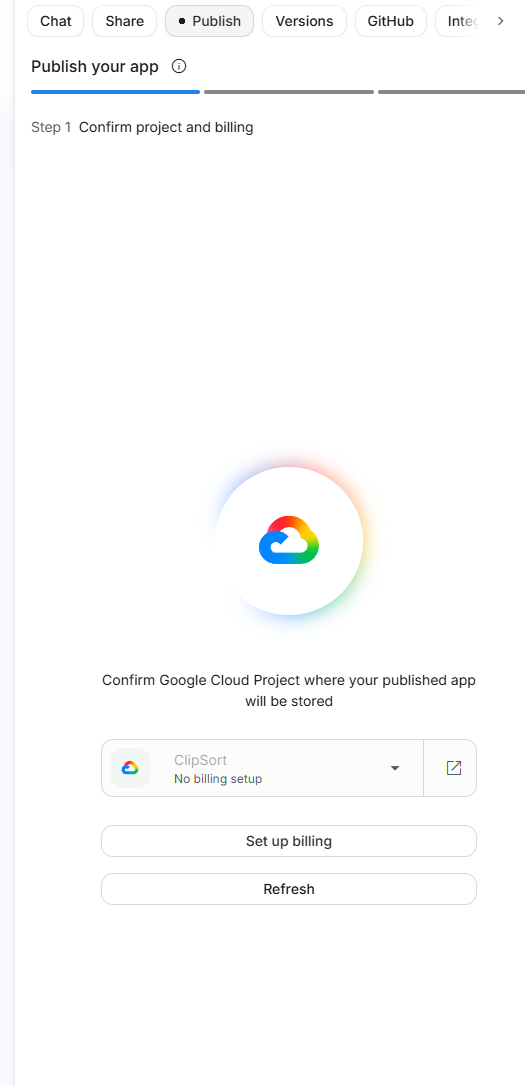 Chat
Share
Publish
Versions
GitHub
Publish your app
Step 1 Confirm project and billing
Confirm Google Cloud Project where your published app
will be stored
ClipSort
No billing setup
Set up billing
Refresh